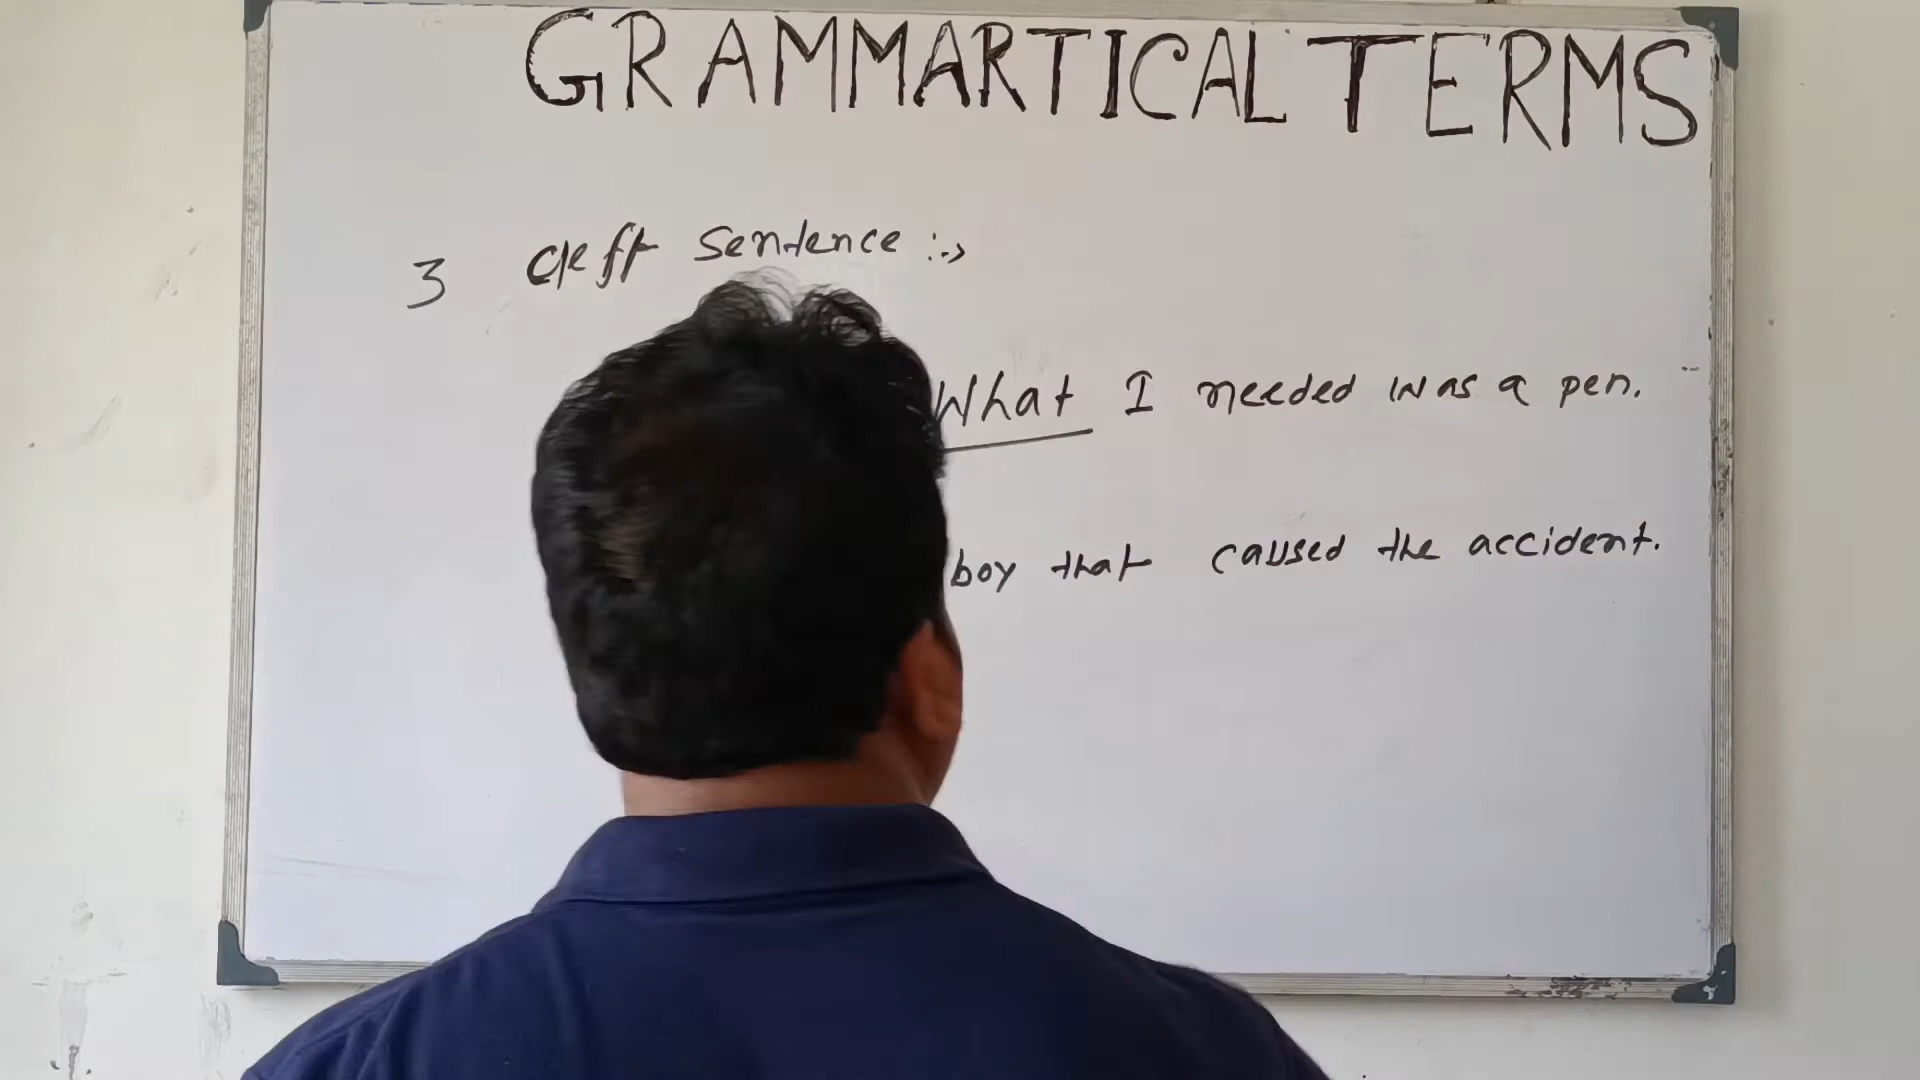 GRAMMARTICAL TERMS
3 cleft sentence :->
What I needed was a pen.
boy that caused the accident.